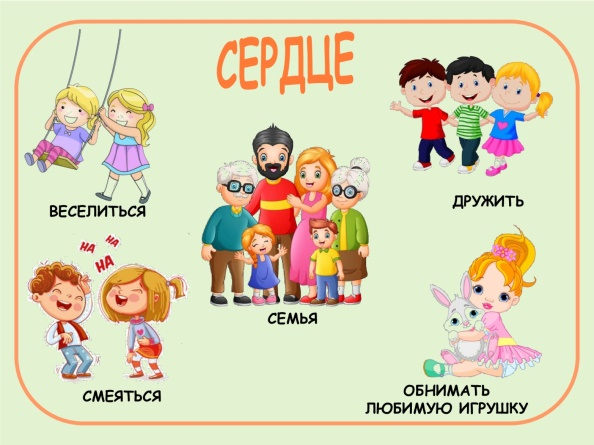 СЕРДЦЕ
ВЕСЕЛИТЬСЯ
ДРУЖИТЬ
НА
НА
НА
СЕМЬЯ
СМЕЯТЬСЯ
ОБНИМАТЬ
ЛЮБИМУЮ ИГРУШКУ